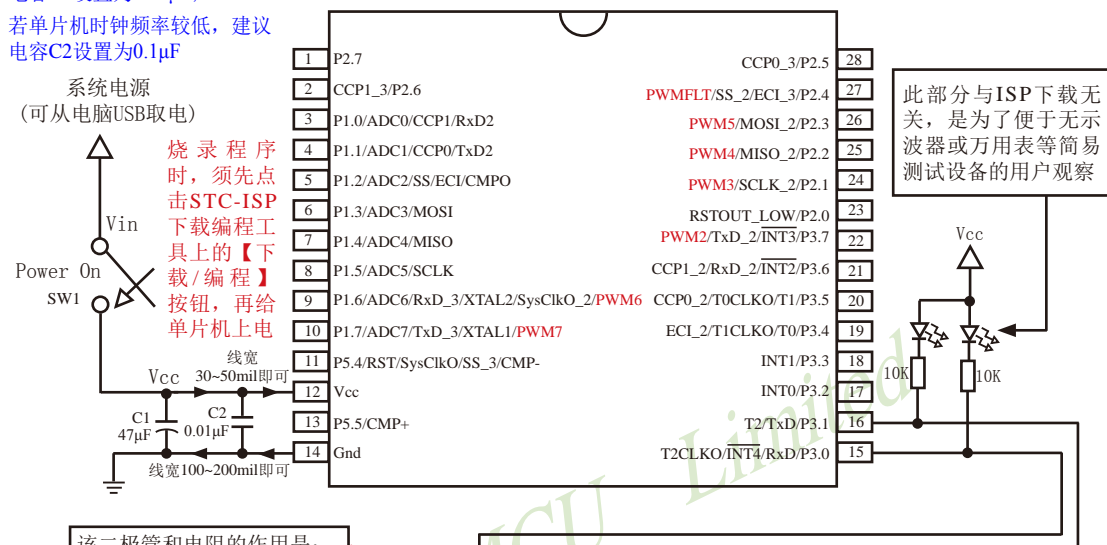 若单片机时钟频率较低，建议
电容C2设置为0.1μF
系统电源
(可从电脑USB取电)
烧录程序
时，须先点
击STC-ISP
下载编程工
具上的【下
载/编程】
按钮，再给
单片机上电
Vin
Power On
SW1
Vcc
线宽
30~50mil即可
C1
47μF
C2
0.01μF
线宽100~200mil即可
1 P2.7
2 CCP1_3/P2.6
3 P1.0/ADC0/CCP1/RxD2
4 P1.1/ADC1/CCP0/TxD2
5 P1.2/ADC2/SS/ECI/CMPO
6 P1.3/ADC3/MOSI
7 P1.4/ADC4/MISO
8 P1.5/ADC5/SCLK
9 P1.6/ADC6/RxD_3/XTAL2/SysClkO_2/PWM6
10 P1.7/ADC7/TxD_3/XTAL1/PWM7
11 P5.4/RST/SysClkO/SS_3/CMP-
12 Vcc
13 P5.5/CMP+
14 Gnd
CCP0_3/P2.5 28
PWMFLT/SS_2/ECI_3/P2.4 27
PWM5/MOSI_2/P2.3 26
PWM4/MISO_2/P2.2 25
PWM3/SCLK_2/P2.1 24
RSTOUT_LOW/P2.0 23
PWM2/TxD_2/INT3/P3.7 22
CCP1_2/RxD_2/INT2/P3.6 21
CCP0_2/T0CLKO/T1/P3.5 20
ECI_2/T1CLKO/T0/P3.4 19
INT1/P3.3 18
INT0/P3.2 17
T2/TxD/P3.1 16
T2CLKO/INT4/RxD/P3.0 15
此部分与ISP下载无
关，是为了便于无示
波器或万用表等简易
测试设备的用户观察
Vcc
10K
10K
MCU Limited
该二极管和电阻的作用是：